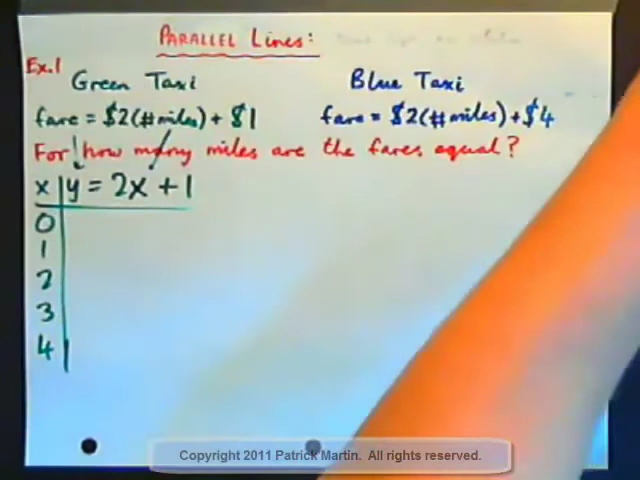 PARALLEL Lines:
Ex.1
Green Taxi
Blue Taxi
fare = $2(#miles) + $1
fare = $2(#miles) + $4
For how many miles are the fares equal?
x y = 2x + 1
0
1
2
3
4
Copyright 2011 Patrick Martin. All rights reserved.